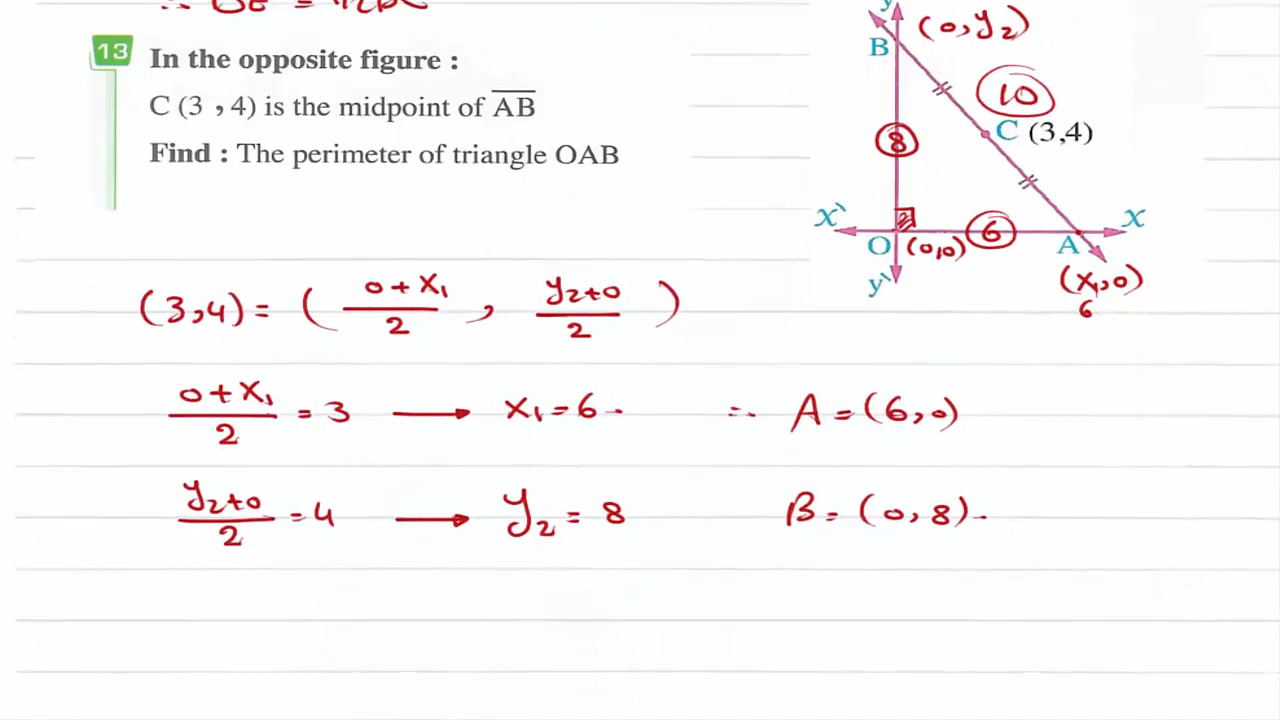 13 In the opposite figure :
C (3 , 4) is the midpoint of AB
Find : The perimeter of triangle OAB
y
(0,y₂)
B
10
C (3,4)
8
x` x
O (0,0) 6 A
y`
(x₁,0)
6
(3,4) = ( 0+x₁/2 , y₂+0/2 )
0+x₁/2 = 3 → x₁=6 ∴ A=(6,0)
y₂+0/2 =4 → y₂ = 8 B=(0,8)